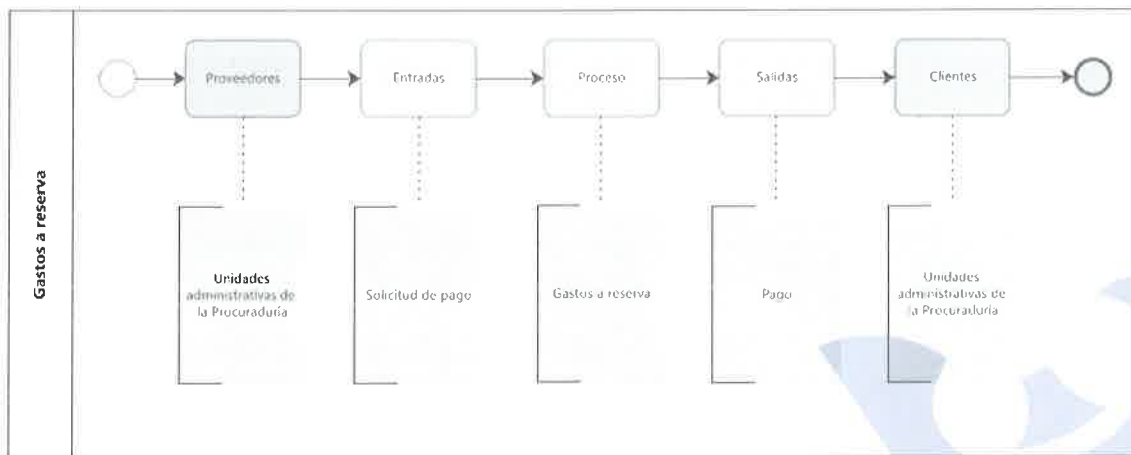 Gastos a reserva
Proveedores
Entradas
Proceso
Salidas
Clientes
Unidades
administrativas de
la Procuraduría
Solicitud de pago
Gastos a reserva
Pago
Unidades
administrativas de
la Procuraduría